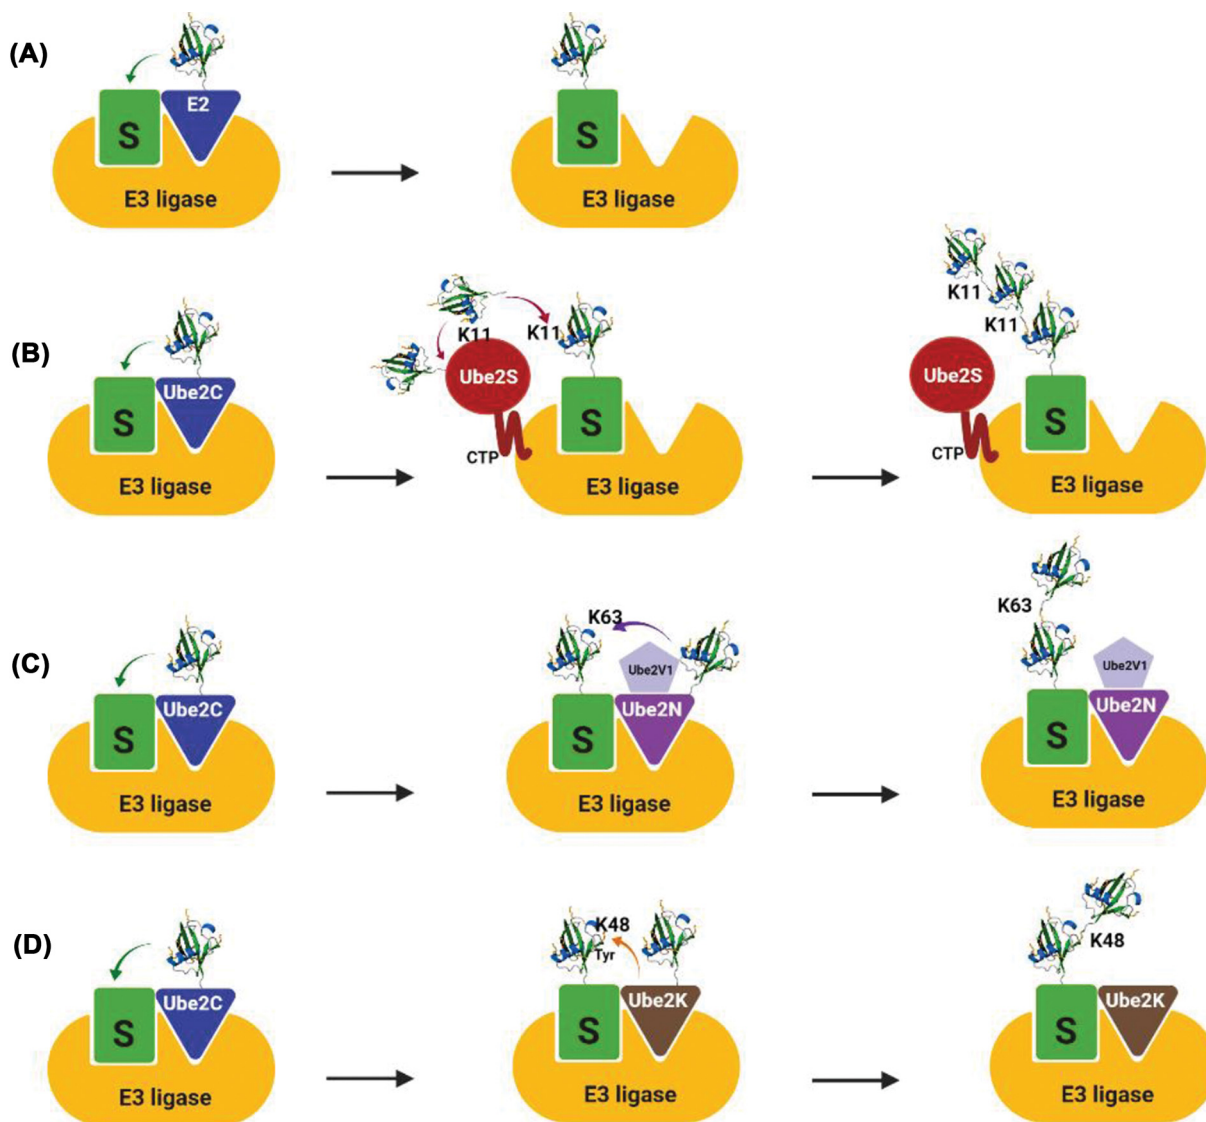 (A)
E2
S
E3 ligase
S
E3 ligase
(B)
Ube2C
S
E3 ligase
K11
K11
Ube2S
CTP
S
E3 ligase
K11
K11
Ube2S
CTP
S
E3 ligase
(C)
Ube2C
S
E3 ligase
K63
Ube2V1
Ube2N
S
E3 ligase
K63
Ube2V1
Ube2N
S
E3 ligase
(D)
Ube2C
S
E3 ligase
K48
Tyr
Ube2K
S
E3 ligase
K48
Ube2K
S
E3 ligase